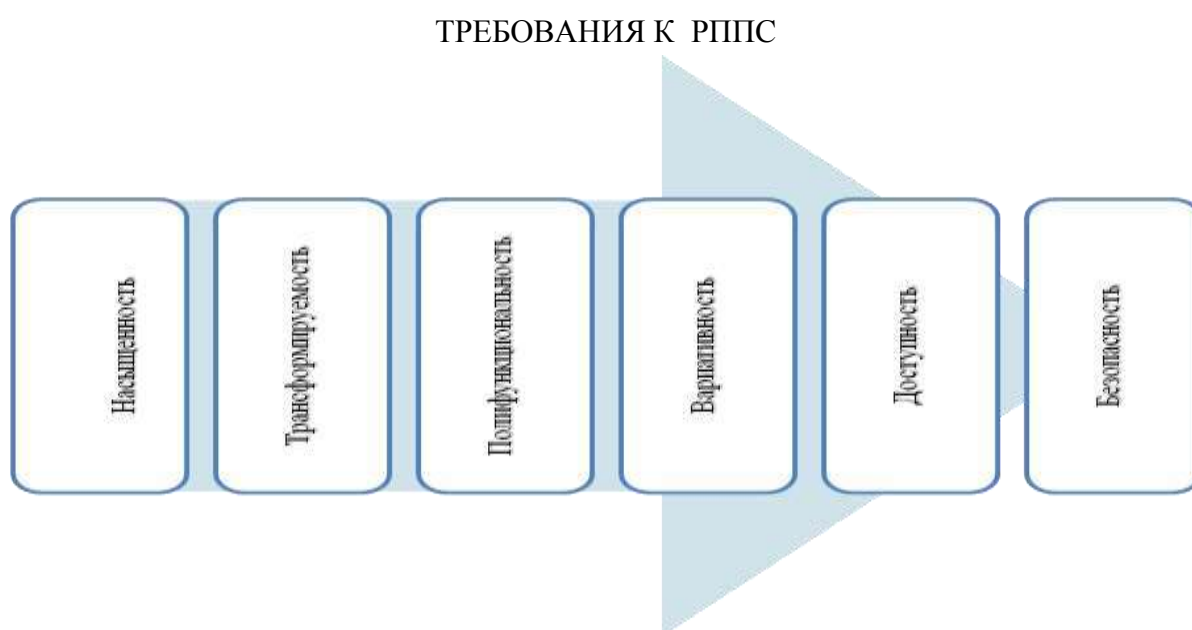 ТРЕБОВАНИЯ К РППС
Насыщенность
Трансформируемость
Полифункциональность
Вариативность
Доступность
Безопасность